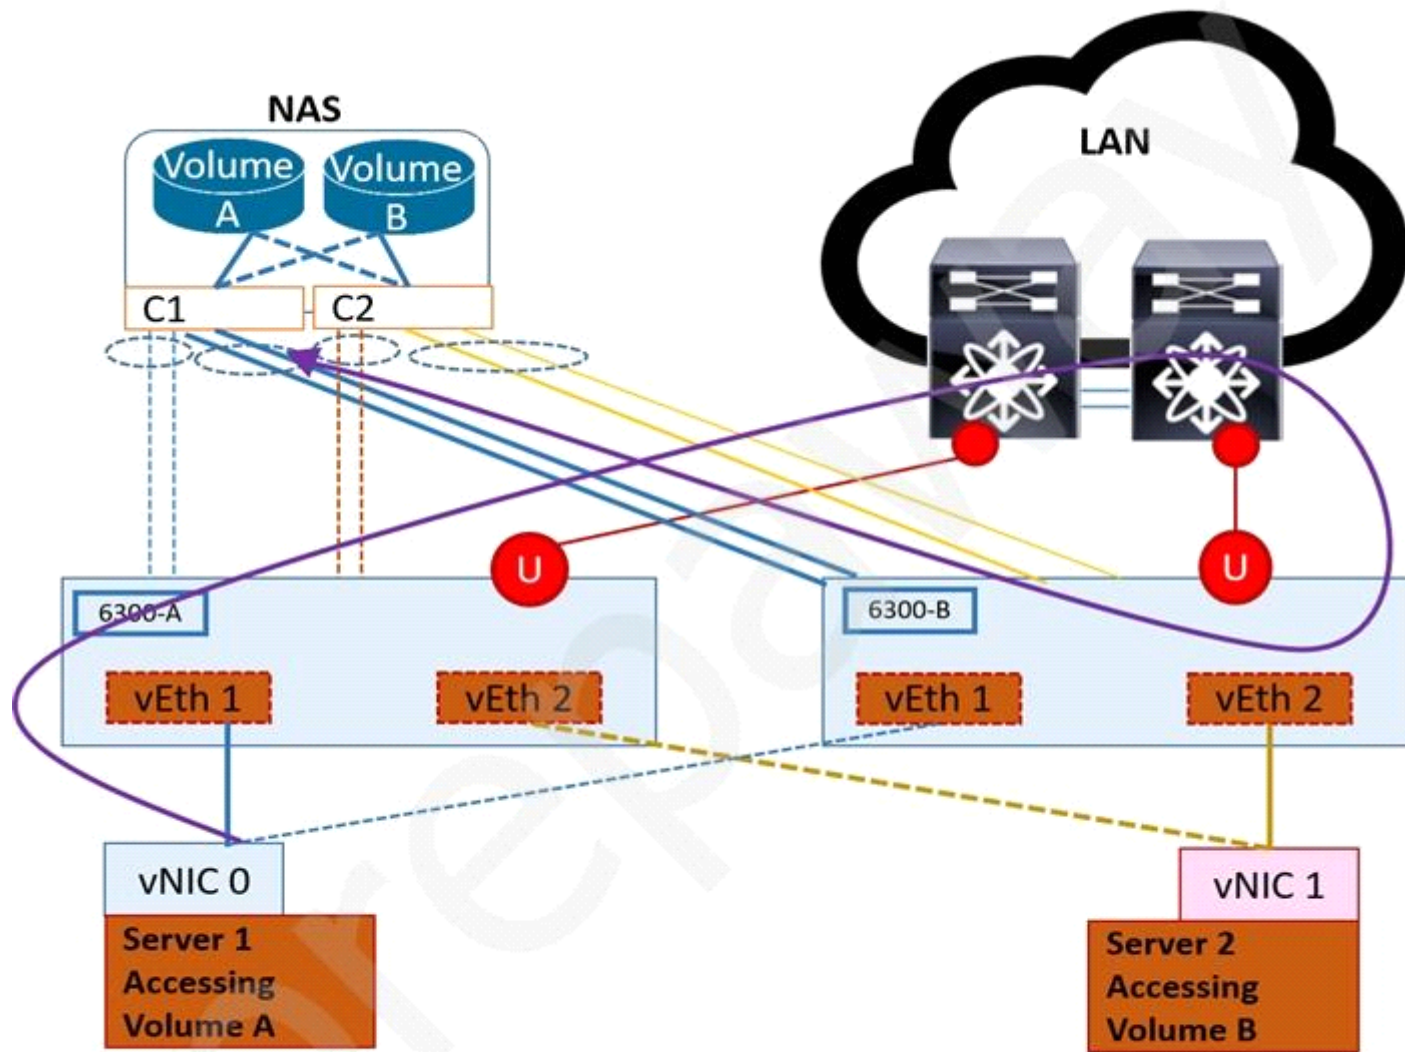 NAS
Volume
A
Volume
B
LAN
C1
C2
U
U
6300-A
6300-B
vEth 1
vEth 2
vEth 1
vEth 2
vNIC 0
vNIC 1
Server 1
Accessing
Volume A
Server 2
Accessing
Volume B